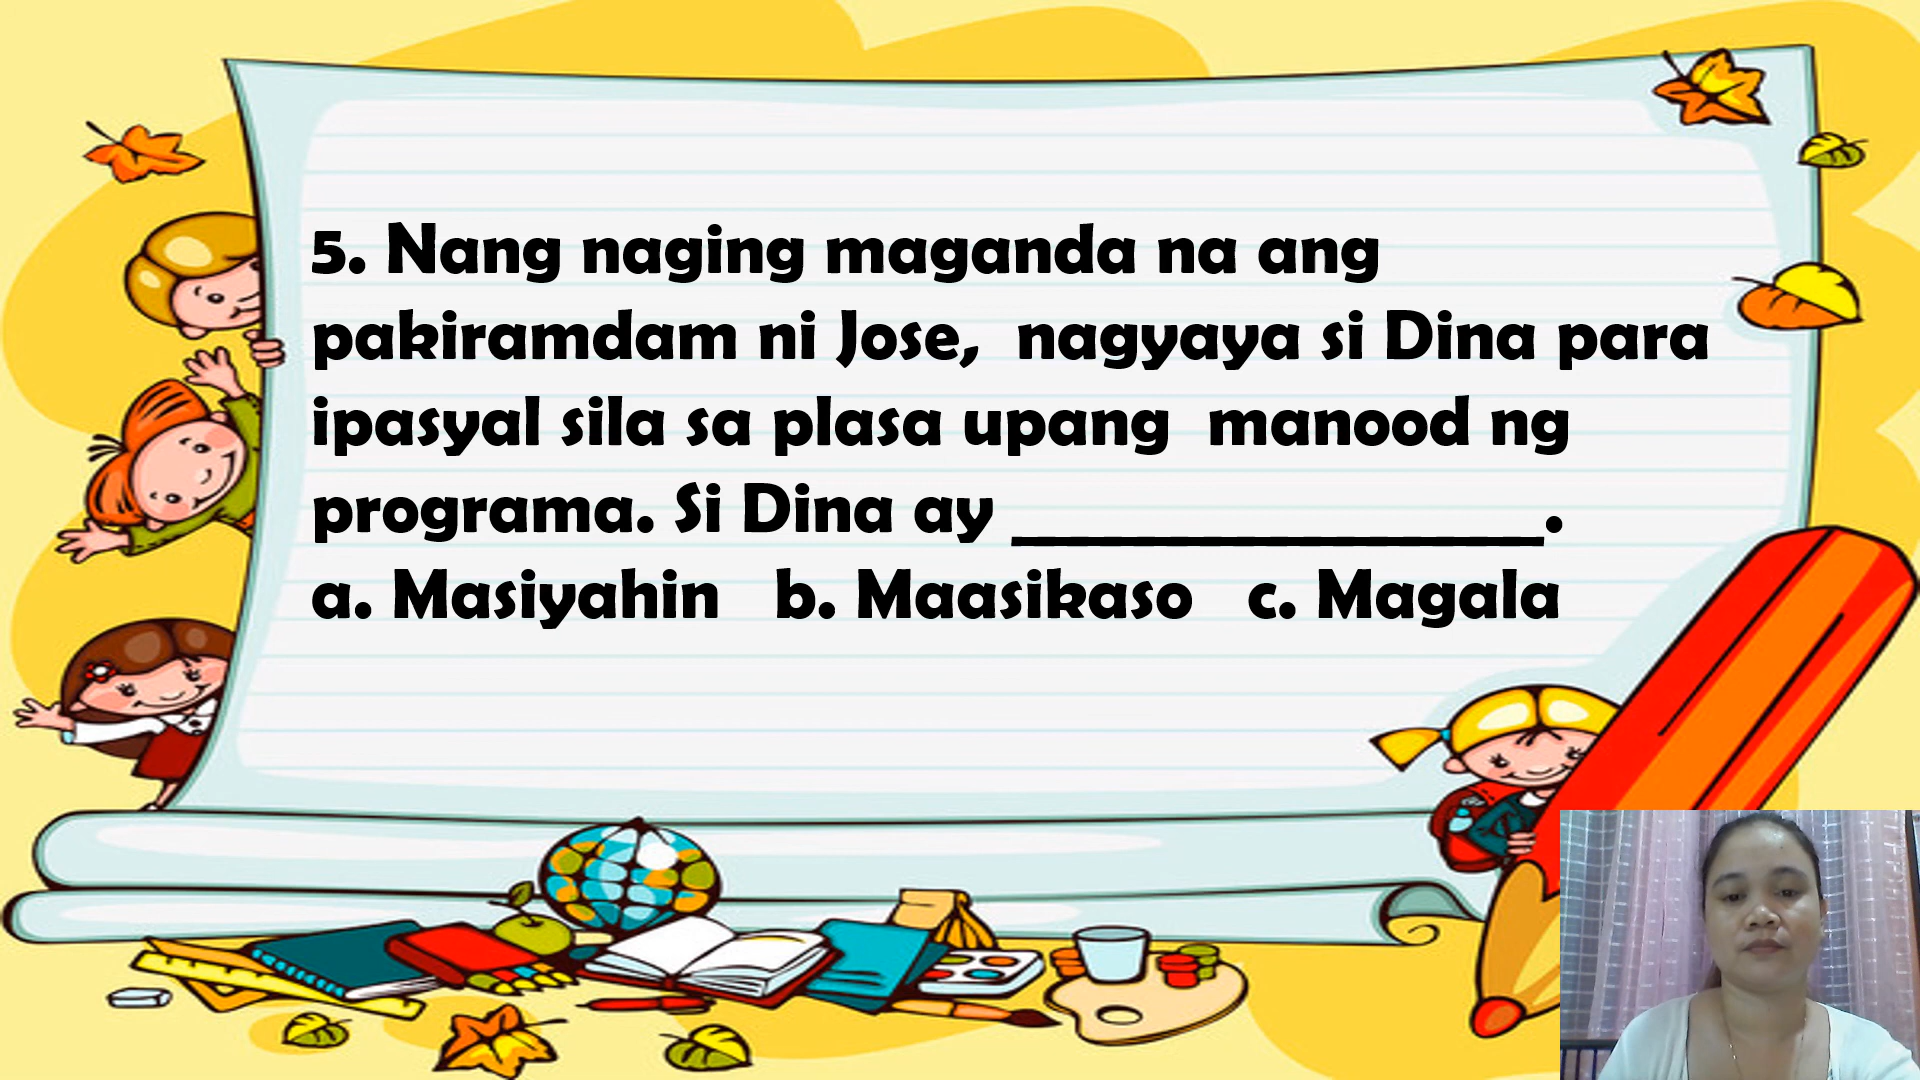 5. Nang naging maganda na ang
pakiramdam ni Jose,  nagyaya si Dina para
ipasyal sila sa plasa upang  manood ng
programa. Si Dina ay ________________.
a. Masiyahin   b. Maasikaso   c. Magala